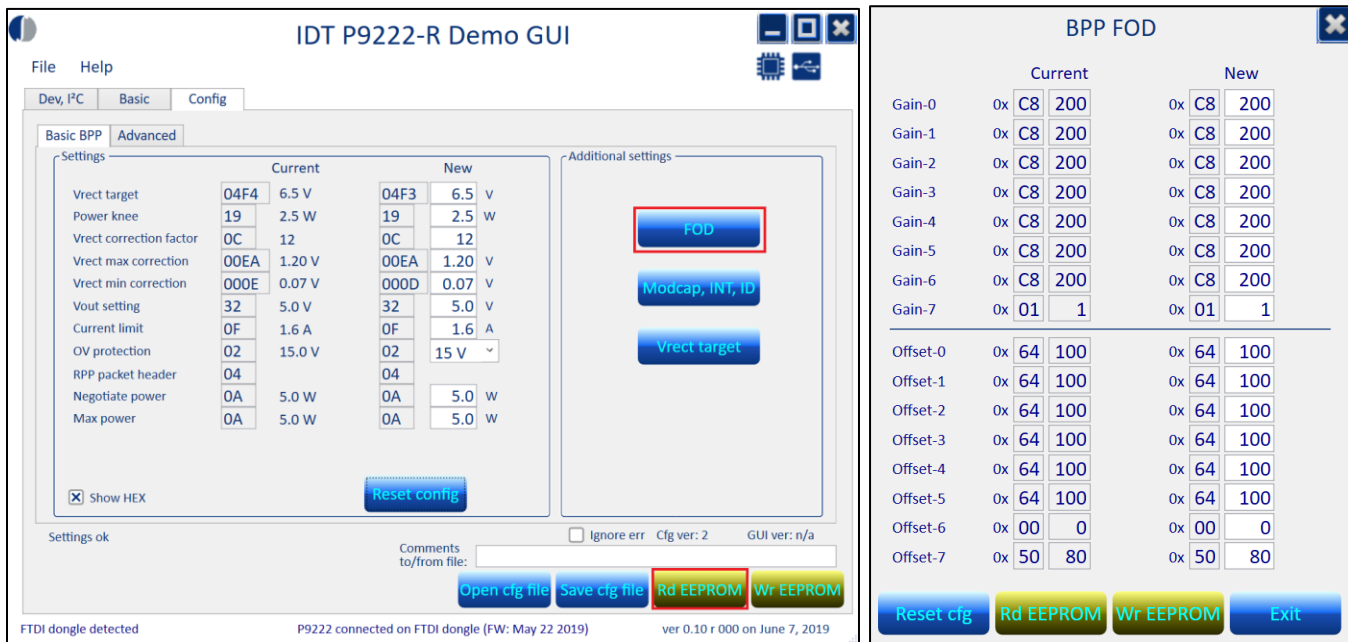 IDT P9222-R Demo GUI
File Help
Dev, I²C Basic Config
Basic BPP Advanced
Settings
Current New
Vrect target 04F4 6.5 V 04F3 6.5 V
Power knee 19 2.5 W 19 2.5 W
Vrect correction factor 0C 12 0C 12
Vrect max correction 00EA 1.20 V 00EA 1.20 V
Vrect min correction 000E 0.07 V 000D 0.07 V
Vout setting 32 5.0 V 32 5.0 V
Current limit 0F 1.6 A 0F 1.6 A
OV protection 02 15.0 V 02 15 V
RPP packet header 04 04
Negotiate power 0A 5.0 W 0A 5.0 W
Max power 0A 5.0 W 0A 5.0 W
Show HEX
Reset config
Additional settings
FOD
Modcap, INT, ID
Vrect target
Settings ok
Ignore err Cfg ver: 2 GUI ver: n/a
Comments
to/from file:
Open cfg file Save cfg file Rd EEPROM Wr EEPROM
FTDI dongle detected P9222 connected on FTDI dongle (FW: May 22 2019) ver 0.10 r 000 on June 7, 2019
BPP FOD
Current New
Gain-0 0x C8 200 0x C8 200
Gain-1 0x C8 200 0x C8 200
Gain-2 0x C8 200 0x C8 200
Gain-3 0x C8 200 0x C8 200
Gain-4 0x C8 200 0x C8 200
Gain-5 0x C8 200 0x C8 200
Gain-6 0x C8 200 0x C8 200
Gain-7 0x 01 1 0x 01 1
Offset-0 0x 64 100 0x 64 100
Offset-1 0x 64 100 0x 64 100
Offset-2 0x 64 100 0x 64 100
Offset-3 0x 64 100 0x 64 100
Offset-4 0x 64 100 0x 64 100
Offset-5 0x 64 100 0x 64 100
Offset-6 0x 00 0 0x 00 0
Offset-7 0x 50 80 0x 50 80
Reset cfg Rd EEPROM Wr EEPROM Exit